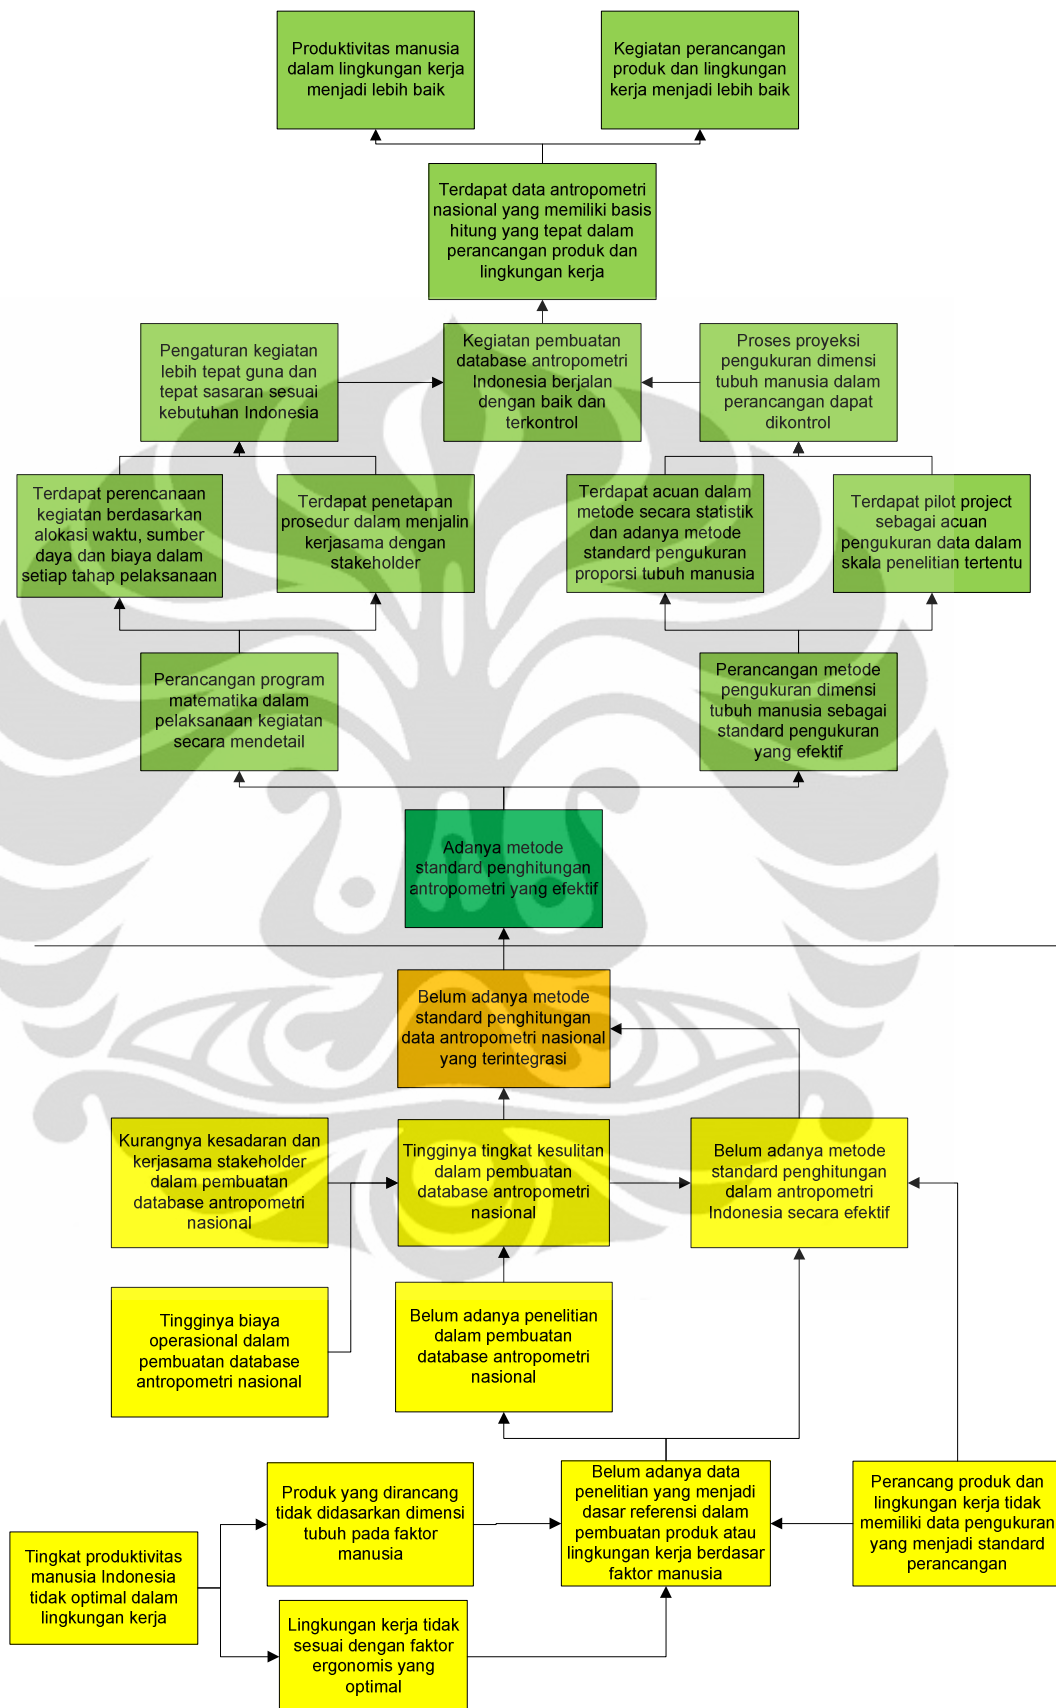 Produktivitas manusia
dalam lingkungan kerja
menjadi lebih baik
Kegiatan perancangan
produk dan lingkungan
kerja menjadi lebih baik
Terdapat data antropometri
nasional yang memiliki basis
hitung yang tepat dalam
perancangan produk dan
lingkungan kerja
Pengaturan kegiatan
lebih tepat guna dan
tepat sasaran sesuai
kebutuhan Indonesia
Kegiatan pembuatan
database antropometri
Indonesia berjalan
dengan baik dan
terkontrol
Proses proyeksi
pengukuran dimensi
tubuh manusia dalam
perancangan dapat
dikontrol
Terdapat perencanaan
kegiatan berdasarkan
alokasi waktu, sumber
daya dan biaya dalam
setiap tahap pelaksanaan
Terdapat penetapan
prosedur dalam menjalin
kerjasama dengan
stakeholder
Terdapat acuan dalam
metode secara statistik
dan adanya metode
standard pengukuran
proporsi tubuh manusia
Terdapat pilot project
sebagai acuan
pengukuran data dalam
skala penelitian tertentu
Perancangan program
matematika dalam
pelaksanaan kegiatan
secara mendetail
Perancangan metode
pengukuran dimensi
tubuh manusia sebagai
standard pengukuran
yang efektif
Adanya metode
standard penghitungan
antropometri yang efektif
Belum adanya metode
standard penghitungan
data antropometri nasional
yang terintegrasi
Kurangnya kesadaran dan
kerjasama stakeholder
dalam pembuatan
database antropometri
nasional
Tingginya tingkat kesulitan
dalam pembuatan
database antropometri
nasional
Belum adanya metode
standard penghitungan
dalam antropometri
Indonesia secara efektif
Tingginya biaya
operasional dalam
pembuatan database
antropometri nasional
Belum adanya penelitian
dalam pembuatan
database antropometri
nasional
Produk yang dirancang
tidak didasarkan dimensi
tubuh pada faktor
manusia
Belum adanya data
penelitian yang menjadi
dasar referensi dalam
pembuatan produk atau
lingkungan kerja berdasar
faktor manusia
Perancang produk dan
lingkungan kerja tidak
memiliki data pengukuran
yang menjadi standard
perancangan
Tingkat produktivitas
manusia Indonesia
tidak optimal dalam
lingkungan kerja
Lingkungan kerja tidak
sesuai dengan faktor
ergonomis yang
optimal